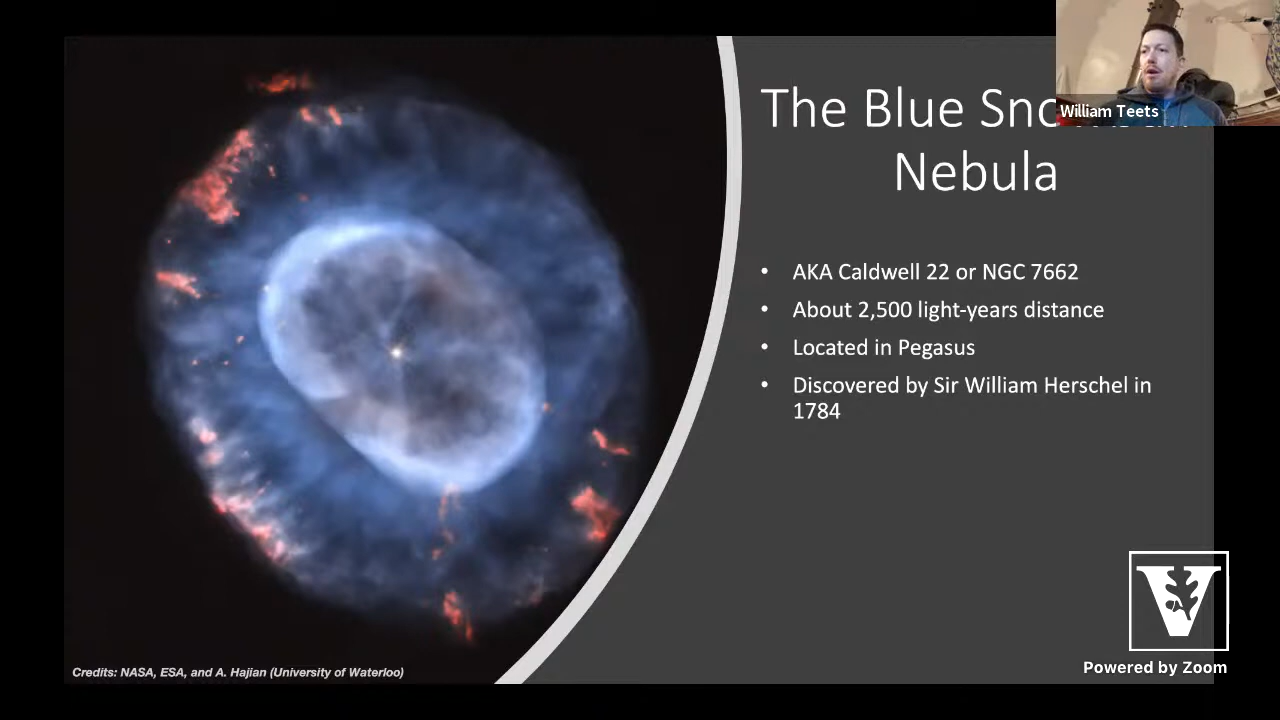 The Blue
Nebula
William Teets
• AKA Caldwell 22 or NGC 7662
• About 2,500 light-years distance
• Located in Pegasus
• Discovered by Sir William Herschel in
1784
V
Powered by Zoom
Credits: NASA, ESA, and A. Hajian (University of Waterloo)